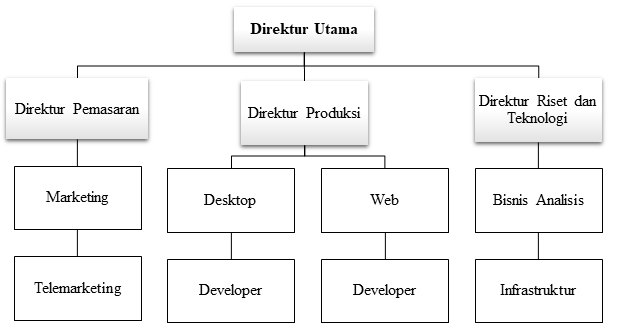 Direktur Utama
Direktur Pemasaran
Direktur Produksi
Direktur Riset dan
Teknologi
Marketing
Desktop
Web
Bisnis Analisis
Telemarketing
Developer
Developer
Infrastruktur